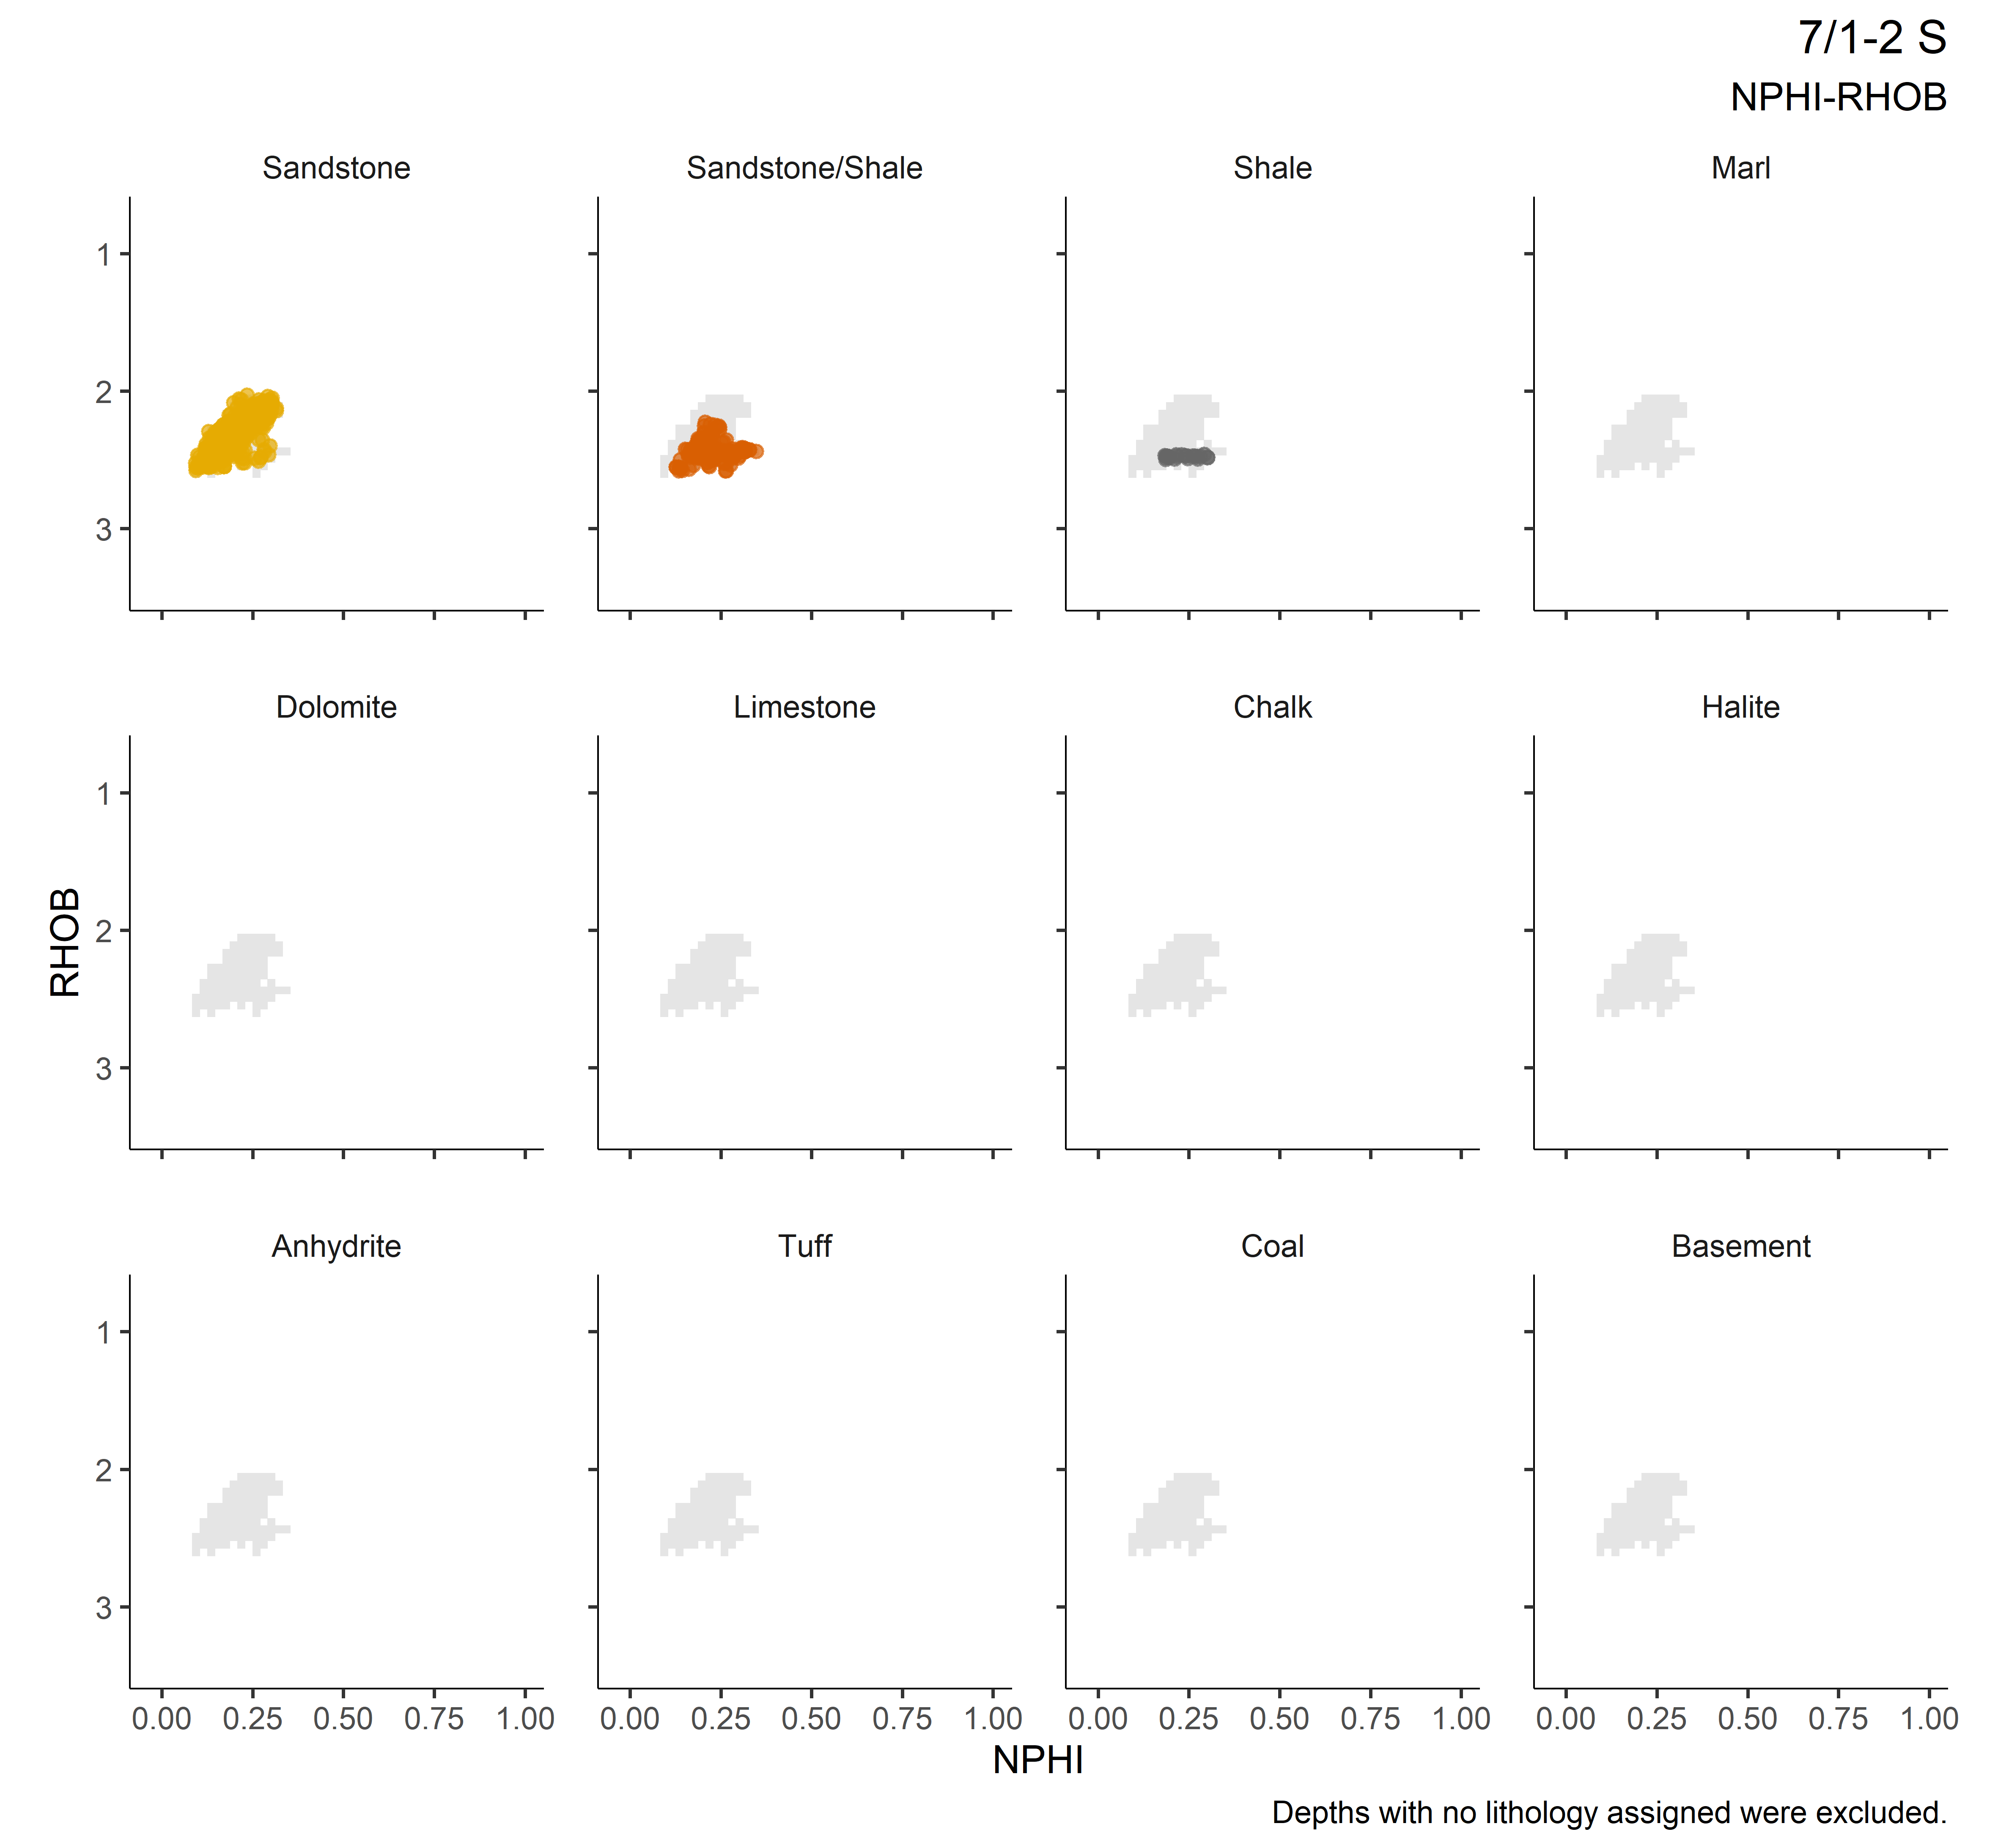 7/1-2 S
NPHI-RHOB
Sandstone Sandstone/Shale Shale Marl
1
2
3
Dolomite Limestone Chalk Halite
1
2
3
RHOB
Anhydrite Tuff Coal Basement
1
2
3
0.00 0.25 0.50 0.75 1.00 0.00 0.25 0.50 0.75 1.00 0.00 0.25 0.50 0.75 1.00 0.00 0.25 0.50 0.75 1.00
NPHI
Depths with no lithology assigned were excluded.